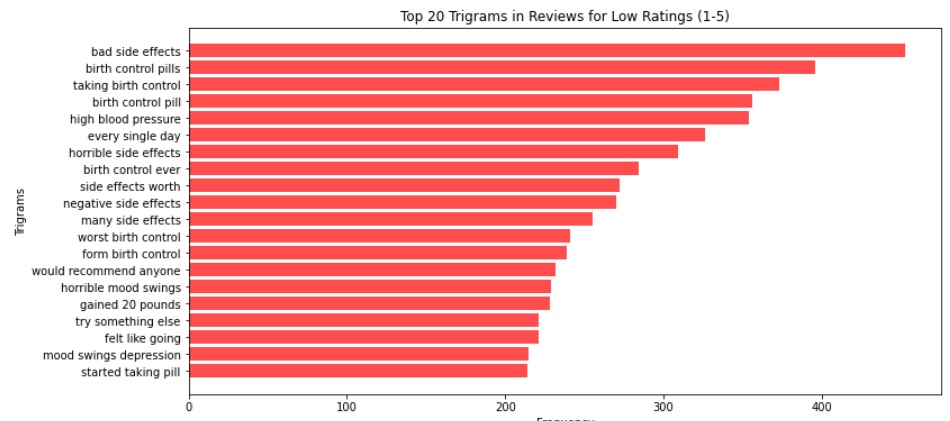 Top 20 Trigrams in Reviews for Low Ratings (1-5)
bad side effects
birth control pills
taking birth control
birth control pill
high blood pressure
every single day
horrible side effects
birth control ever
side effects worth
negative side effects
many side effects
worst birth control
form birth control
would recommend anyone
horrible mood swings
gained 20 pounds
try something else
felt like going
mood swings depression
started taking pill
Trigrams
0 100 200 300 400
Frequency